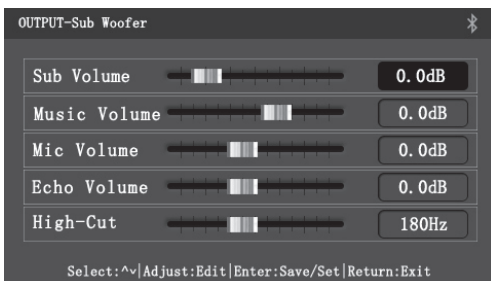 OUTPUT-Sub Woofer
Sub Volume 0.0dB
Music Volume 0.0dB
Mic Volume 0.0dB
Echo Volume 0.0dB
High-Cut 180Hz
Select:^v|Adjust:Edit|Enter:Save/Set|Return:Exit